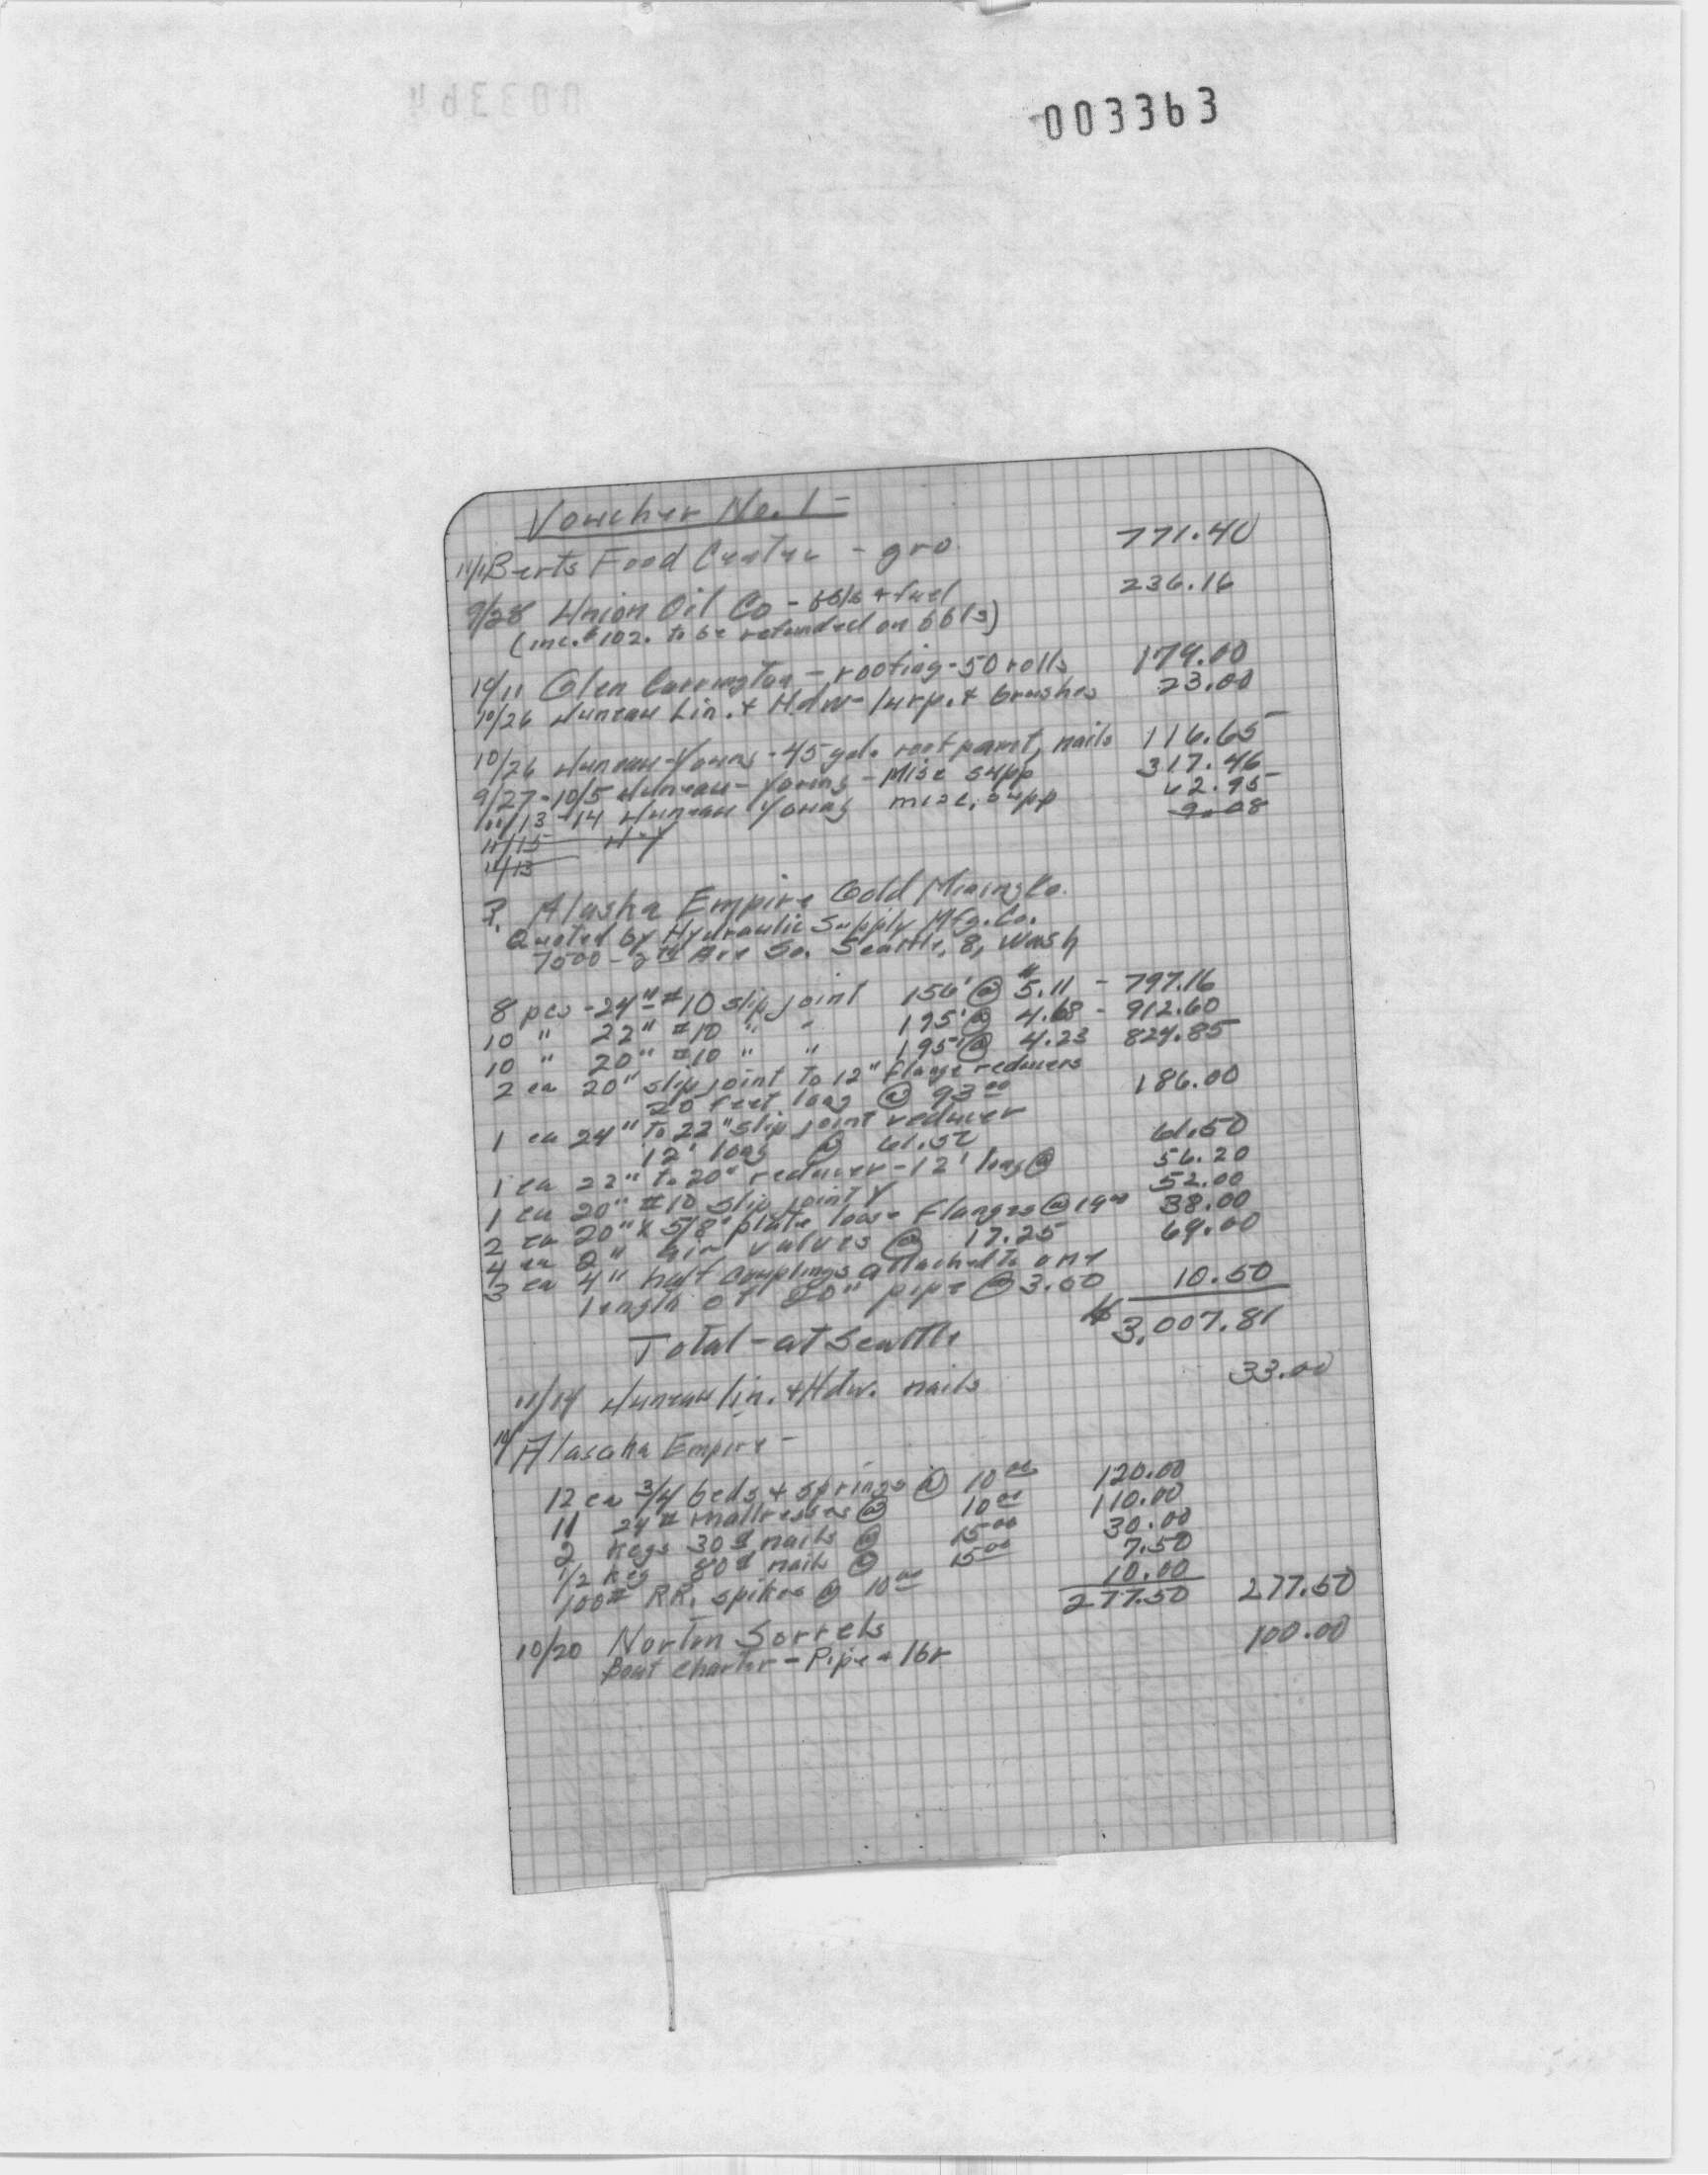 003363
Voucher No. 1 -
11/1 Berts Food Center - gro. 771.40
9/28 Union Oil Co - bbls + fuel 236.16
(inc. $102. to be refunded on bbls)
10/11 Glen Carrington - roofing - 50 rolls 179.00
10/26 Juneau Lin. & Hdw - turp. & brushes 23.00
10/26 Juneau-Young - 45 gals roof paint, nails 116.65
9/27-10/5 Juneau-Young - Misc supp 317.46
10/13-14 Juneau Young misc. supp 62.95
11/15 J-Y 9.08
11/13
?. Alaska Empire Gold Mining Co.
Quoted by Hydraulic Supply Mfg. Co.
7500 - 8th Ave So. Seattle, 8, Wash
8 pcs - 24" #10 slip joint 156' @ $5.11 - 797.16
10 " 22" #10 " " 195' @ 4.68 - 912.60
10 " 20" #10 " " 195' @ 4.23 824.85
2 ea 20" slip joint to 12" flange reducers
20 feet long @ 93.00 186.00
1 ea 24" to 22" slip joint reducer
12' long @ 61.50 61.50
1 ea 22" to 20" reducer - 12' long @ 56.20
1 ea 20" #10 slip joint Y 52.00
2 ea 20" x 5/8" plate loose flanges @ 19.00 38.00
4 ea 2" air valves @ 17.25 69.00
3 ea 4" half couplings attached to one
length of 20" pipe @ 3.50 10.50
Total - at Seattle $3,007.81
11/14 Juneau Lin. & Hdw. nails 33.00
10/ Alaska Empire -
12 ea 3/4 beds & springs @ 10.00 120.00
11 24# mattresses @ 10.00 110.00
2 kegs 30d nails @ 15.00 30.00
1/2 keg 80d nails @ 15.00 7.50
100# RR. spikes @ 10.00 10.00
277.50 277.50
10/20 Norton Sorrels 100.00
Boat charter - Pipe & lbr